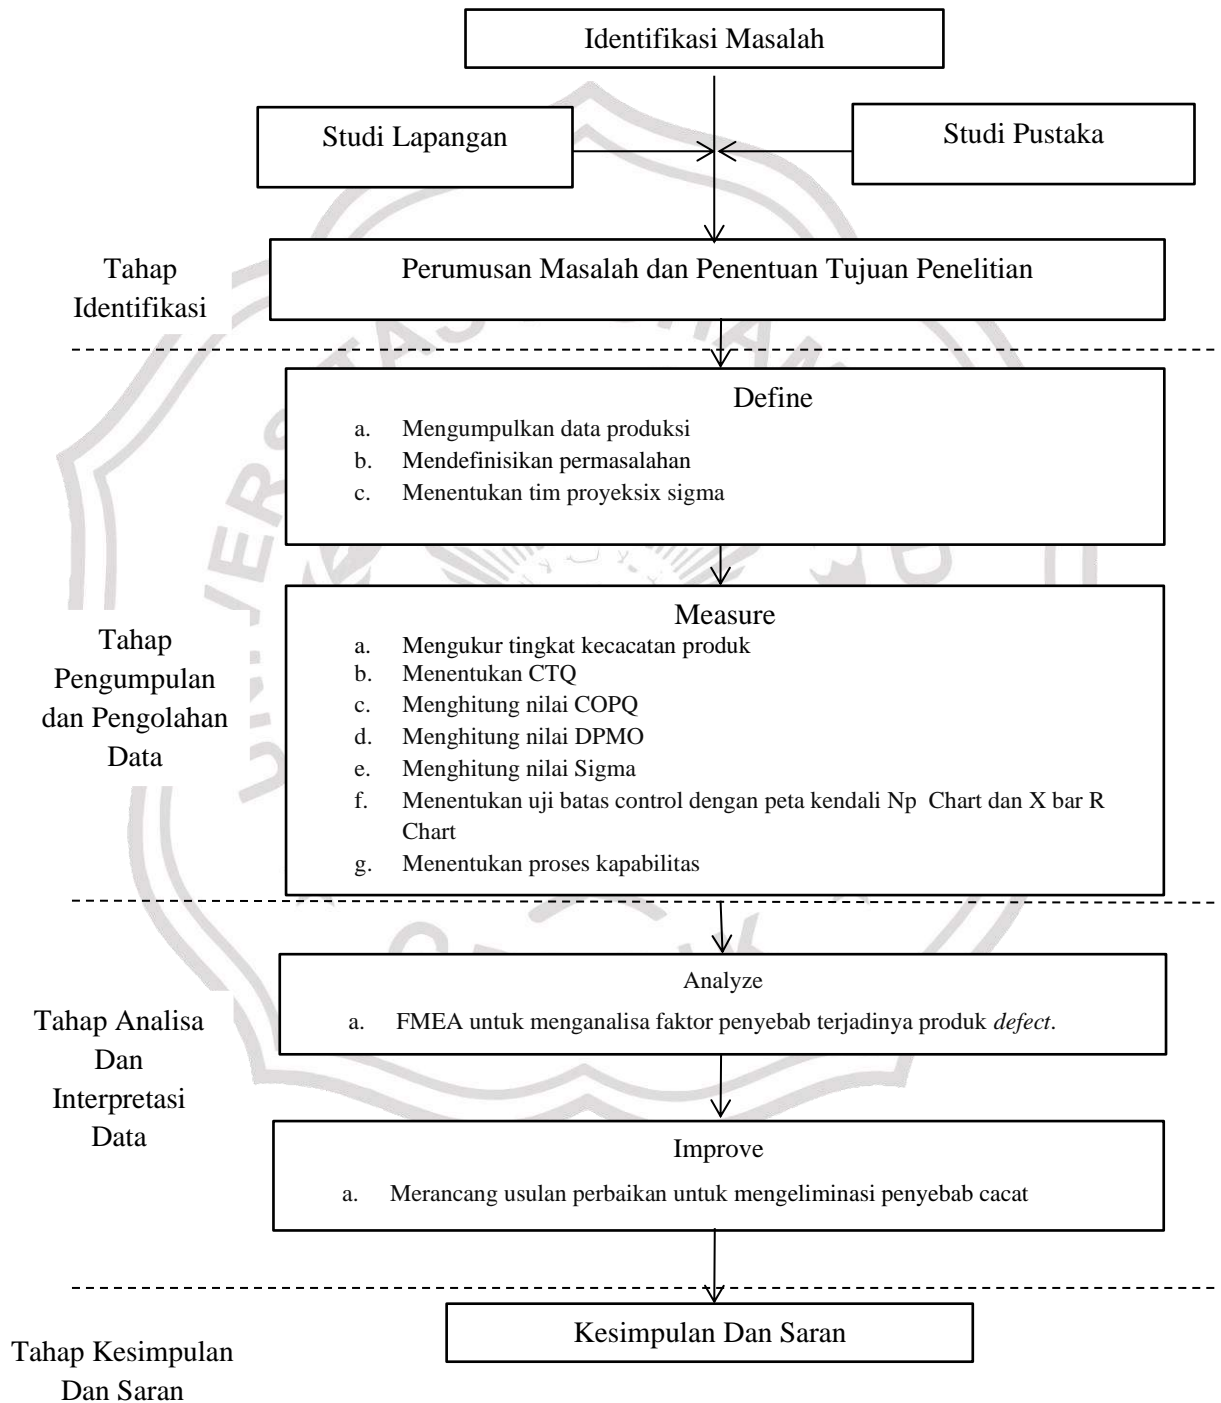 Identifikasi Masalah
Studi Lapangan
Studi Pustaka
Tahap
Identifikasi
Perumusan Masalah dan Penentuan Tujuan Penelitian
Define
a. Mengumpulkan data produksi
b. Mendefinisikan permasalahan
c. Menentukan tim proyeksix sigma
Tahap
Pengumpulan
dan Pengolahan
Data
Measure
a. Mengukur tingkat kecacatan produk
b. Menentukan CTQ
c. Menghitung nilai COPQ
d. Menghitung nilai DPMO
e. Menghitung nilai Sigma
f. Menentukan uji batas control dengan peta kendali Np Chart dan X bar R
Chart
g. Menentukan proses kapabilitas
Tahap Analisa
Dan
Interpretasi
Data
Analyze
a. FMEA untuk menganalisa faktor penyebab terjadinya produk defect.
Improve
a. Merancang usulan perbaikan untuk mengeliminasi penyebab cacat
Tahap Kesimpulan
Dan Saran
Kesimpulan Dan Saran